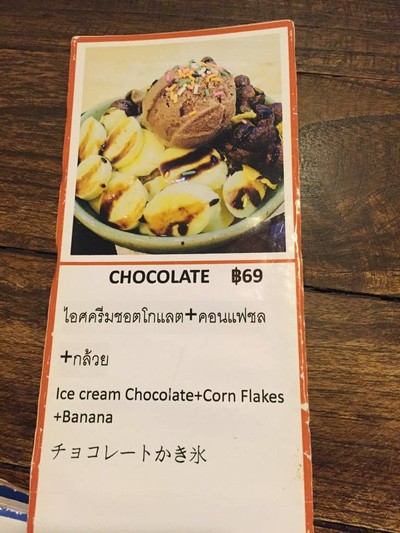 CHOCOLATE ฿69
ไอศครีมชอตโกแลต+คอนแฟซล
+กล้วย
Ice cream Chocolate+Corn Flakes
+Banana
チョコレートかき氷